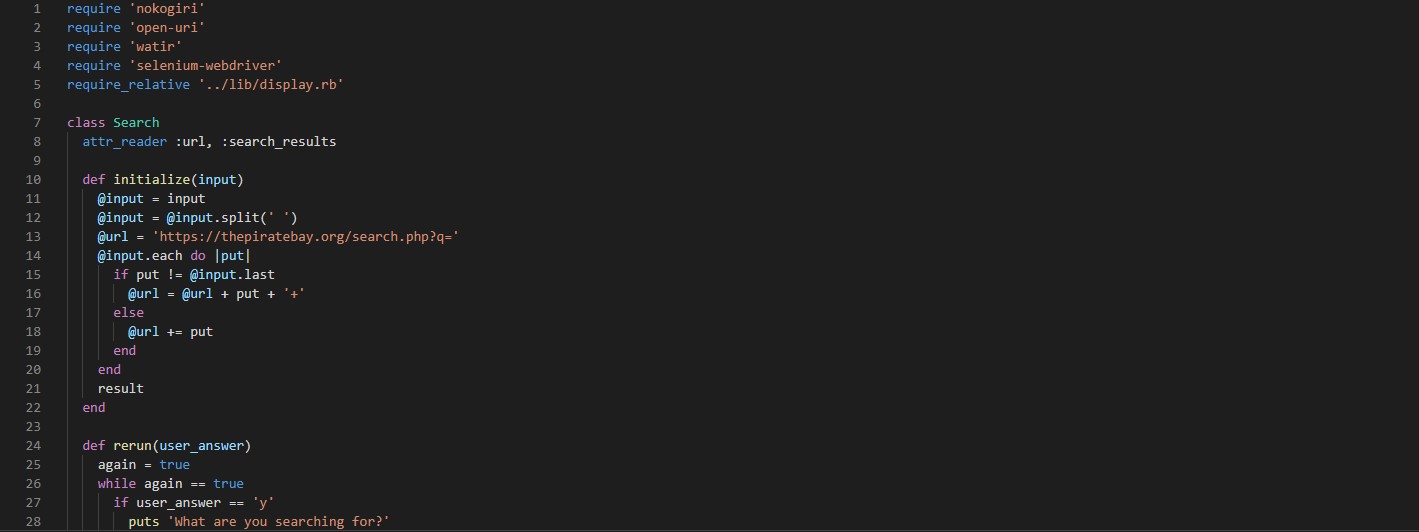 1 require 'nokogiri'
2 require 'open-uri'
3 require 'watir'
4 require 'selenium-webdriver'
5 require_relative '../lib/display.rb'
6
7 class Search
8   attr_reader :url, :search_results
9
10   def initialize(input)
11     @input = input
12     @input = @input.split(' ')
13     @url = 'https://thepiratebay.org/search.php?q='
14     @input.each do |put|
15       if put != @input.last
16         @url = @url + put + '+'
17       else
18         @url += put
19       end
20     end
21     result
22   end
23
24   def rerun(user_answer)
25     again = true
26     while again == true
27       if user_answer == 'y'
28         puts 'What are you searching for?'